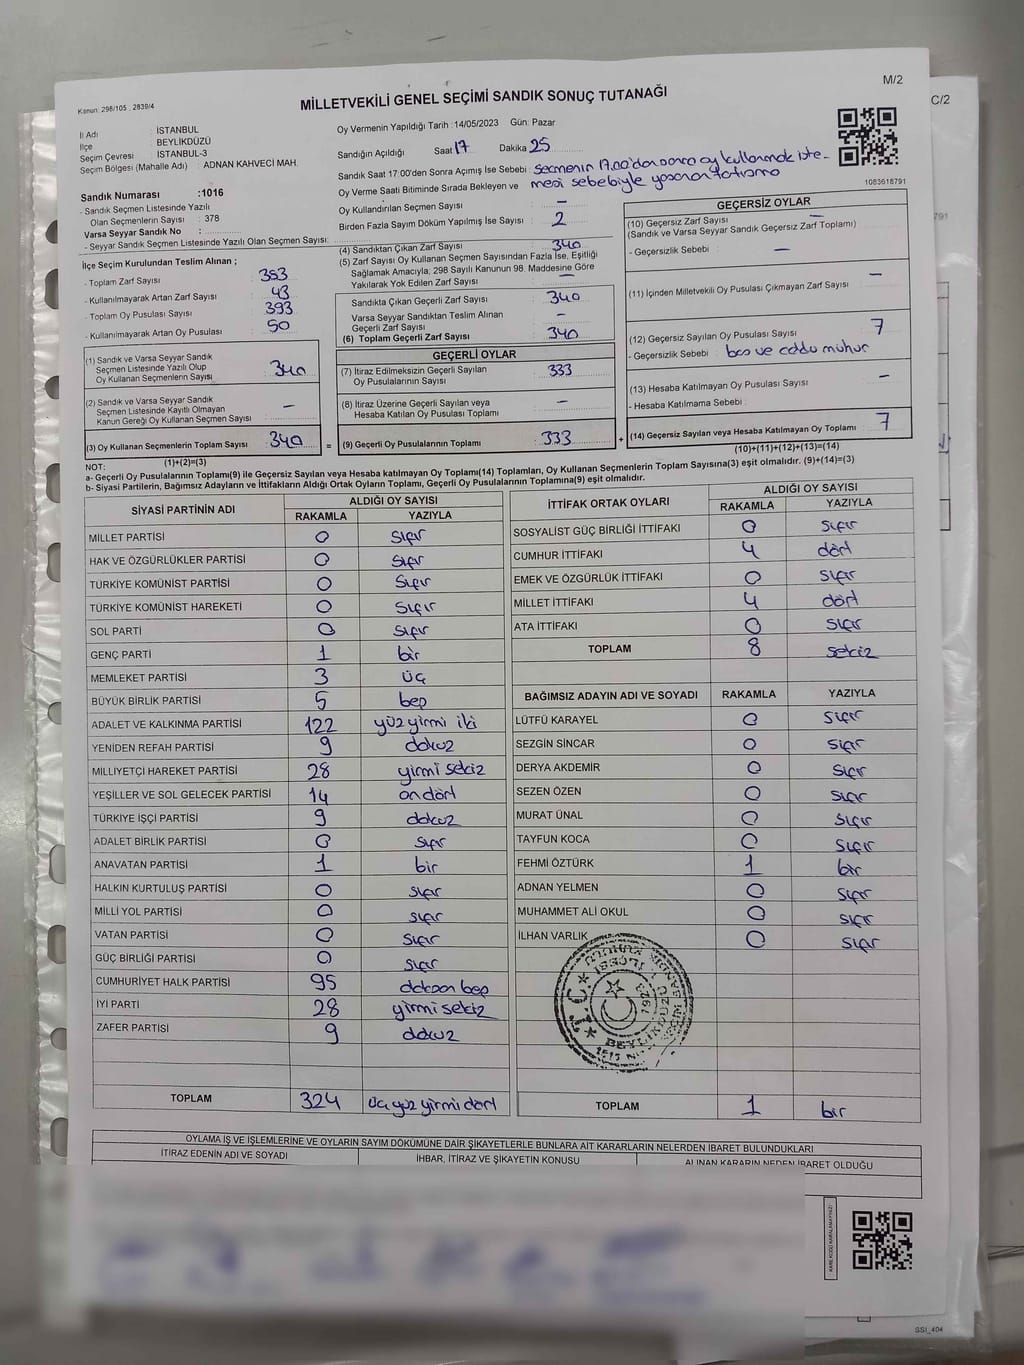 M/2
C/2
Kanun: 298/105 , 2839/4
MİLLETVEKİLİ GENEL SEÇİMİ SANDIK SONUÇ TUTANAĞI
İl Adı : İSTANBUL
İlçe : BEYLİKDÜZÜ
Seçim Çevresi : İSTANBUL-3
Seçim Bölgesi (Mahalle Adı) : ADNAN KAHVECİ MAH.
Sandık Numarası :1016
- Sandık Seçmen Listesinde Yazılı
Olan Seçmenlerin Sayısı : 378
Varsa Seyyar Sandık No :
- Seyyar Sandık Seçmen Listesinde Yazılı Olan Seçmen Sayısı:
Oy Vermenin Yapıldığı Tarih :14/05/2023 Gün: Pazar
Sandığın Açıldığı Saat 17 Dakika 25
Sandık Saat 17:00'den Sonra Açımış İse Sebebi : Seçmenin 17.00'dan sonra oy kullanmak iste-
mesi sebebiyle yaşanan tartışma
Oy Verme Saati Bitiminde Sırada Bekleyen ve
Oy Kullandırılan Seçmen Sayısı –
Birden Fazla Sayım Döküm Yapılmış İse Sayısı : 2
1083618791
791
İlçe Seçim Kurulundan Teslim Alınan ;
- Toplam Zarf Sayısı : 383
- Kullanılmayarak Artan Zarf Sayısı : 43
- Toplam Oy Pusulası Sayısı : 393
- Kullanılmayarak Artan Oy Pusulası : 50
(1) Sandık ve Varsa Seyyar Sandık
Seçmen Listesinde Yazılı Olup
Oy Kullanan Seçmenlerin Sayısı 340
(2) Sandık ve Varsa Seyyar Sandık
Seçmen Listesinde Kayıtlı Olmayan
Kanun Gereği Oy Kullanan Seçmen Sayısı –
(3) Oy Kullanan Seçmenlerin Toplam Sayısı 340
(1)+(2)=(3)
(4) Sandıktan Çıkan Zarf Sayısı : 340
(5) Zarf Sayısı Oy Kullanan Seçmen Sayısından Fazla İse, Eşitliği
Sağlamak Amacıyla; 298 Sayılı Kanunun 98. Maddesine Göre
Yakılarak Yok Edilen Zarf Sayısı : –
Sandıkta Çıkan Geçerli Zarf Sayısı : 340
Varsa Seyyar Sandıktan Teslim Alınan
Geçerli Zarf Sayısı : –
(6) Toplam Geçerli Zarf Sayısı : 340
GEÇERLİ OYLAR
(7) İtiraz Edilmeksizin Geçerli Sayılan
Oy Pusulalarının Sayısı : 333
(8) İtiraz Üzerine Geçerli Sayılan veya
Hesaba Katılan Oy Pusulası Toplamı : –
= (9) Geçerli Oy Pusulalarının Toplamı : 333
GEÇERSİZ OYLAR
(10) Geçersiz Zarf Sayısı –
(Sandık ve Varsa Seyyar Sandık Geçersiz Zarf Toplamı)
- Geçersizlik Sebebi : –
(11) İçinden Milletvekili Oy Pusulası Çıkmayan Zarf Sayısı –
(12) Geçersiz Sayılan Oy Pusulası Sayısı : 7
- Geçersizlik Sebebi : boş ve mühür
(13) Hesaba Katılmayan Oy Pusulası Sayısı –
- Hesaba Katılmama Sebebi :
+ (14) Geçersiz Sayılan veya Hesaba Katılmayan Oy Toplamı 7
(10)+(11)+(12)+(13)=(14)
NOT:
a- Geçerli Oy Pusulalarının Toplamı(9) ile Geçersiz Sayılan veya Hesaba katılmayan Oy Toplamı(14) Toplamları, Oy Kullanan Seçmenlerin Toplam Sayısına(3) eşit olmalıdır. (9)+(14)=(3)
b- Siyasi Partilerin, Bağımsız Adayların ve İttifakların Aldığı Ortak Oyların Toplamı, Geçerli Oy Pusulalarının Toplamına(9) eşit olmalıdır.
SİYASİ PARTİNİN ADI ALDIĞI OY SAYISI
RAKAMLA YAZIYLA
MİLLET PARTİSİ 0 sıfır
HAK VE ÖZGÜRLÜKLER PARTİSİ 0 sıfır
TÜRKİYE KOMÜNİST PARTİSİ 0 sıfır
TÜRKİYE KOMÜNİST HAREKETİ 0 sıfır
SOL PARTİ 0 sıfır
GENÇ PARTİ 1 bir
MEMLEKET PARTİSİ 3 üç
BÜYÜK BİRLİK PARTİSİ 5 beş
ADALET VE KALKINMA PARTİSİ 122 yüz yirmi iki
YENİDEN REFAH PARTİSİ 9 dokuz
MİLLİYETÇİ HAREKET PARTİSİ 28 yirmi sekiz
YEŞİLLER VE SOL GELECEK PARTİSİ 14 on dört
TÜRKİYE İŞÇİ PARTİSİ 9 dokuz
ADALET BİRLİK PARTİSİ 0 sıfır
ANAVATAN PARTİSİ 1 bir
HALKIN KURTULUŞ PARTİSİ 0 sıfır
MİLLİ YOL PARTİSİ 0 sıfır
VATAN PARTİSİ 0 sıfır
GÜÇ BİRLİĞİ PARTİSİ 0 sıfır
CUMHURİYET HALK PARTİSİ 95 doksan beş
İYİ PARTİ 28 yirmi sekiz
ZAFER PARTİSİ 9 dokuz
TOPLAM 324 üç yüz yirmi dört
İTTİFAK ORTAK OYLARI ALDIĞI OY SAYISI
RAKAMLA YAZIYLA
SOSYALİST GÜÇ BİRLİĞİ İTTİFAKI 0 sıfır
CUMHUR İTTİFAKI 4 dört
EMEK VE ÖZGÜRLÜK İTTİFAKI 0 sıfır
MİLLET İTTİFAKI 4 dört
ATA İTTİFAKI 0 sıfır
TOPLAM 8 sekiz
BAĞIMSIZ ADAYIN ADI VE SOYADI RAKAMLA YAZIYLA
LÜTFÜ KARAYEL 0 sıfır
SEZGİN SİNCAR 0 sıfır
DERYA AKDEMİR 0 sıfır
SEZEN ÖZEN 0 sıfır
MURAT ÜNAL 0 sıfır
TAYFUN KOCA 0 sıfır
FEHMİ ÖZTÜRK 1 bir
ADNAN YELMEN 0 sıfır
MUHAMMET ALİ OKUL 0 sıfır
İLHAN VARLIK 0 sıfır
T.C.
1923
BEYLİKDÜZÜ
TOPLAM 1 bir
OYLAMA İŞ VE İŞLEMLERİNE VE OYLARIN SAYIM DÖKÜMÜNE DAİR ŞİKAYETLERLE BUNLARA AİT KARARLARIN NELERDEN İBARET BULUNDUKLARI
İTİRAZ EDENİN ADI VE SOYADI İHBAR, İTİRAZ VE ŞİKAYETİN KONUSU ALINAN KARARIN NEDEN İBARET OLDUĞU
KARE KODU KARALAMAYINIZ!
SSI_404